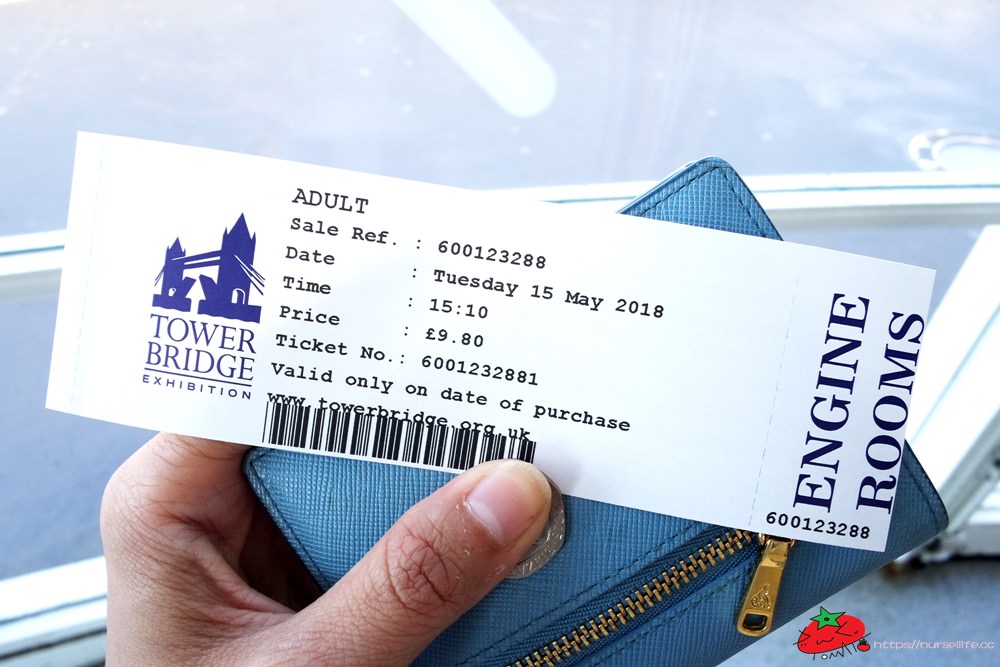 ADULT
Sale Ref. : 600123288
Date : Tuesday 15 May 2018
Time : 15:10
Price : £9.80
Ticket No.: 6001232881
Valid only on date of purchase
www.towerbridge.org.uk
TOWER
BRIDGE
EXHIBITION
ENGINE
ROOMS
600123288
https://nurseilife.cc